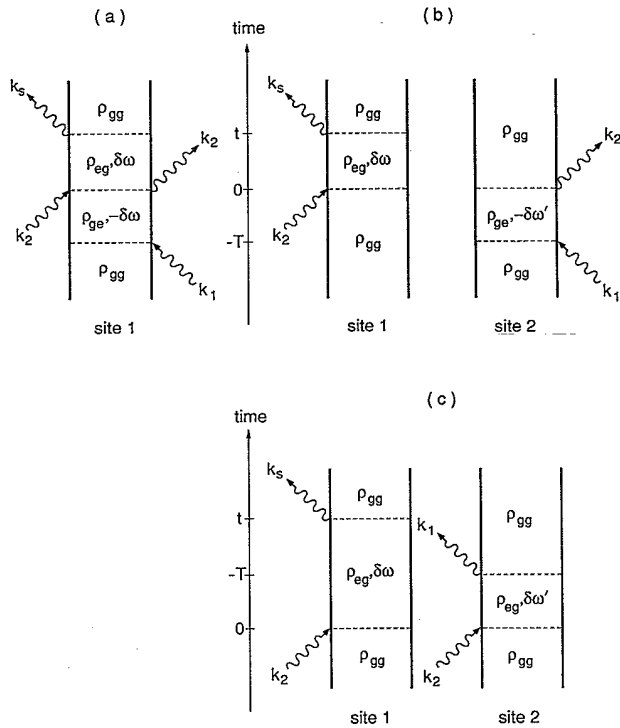 (a)
(b)
time
k_s
ρ_gg
k_s
ρ_gg
ρ_gg
t
k_2
k_2
ρ_eg,δω
ρ_eg,δω
0
k_2
ρ_ge,-δω
k_2
ρ_ge,-δω′
-T
ρ_gg
ρ_gg
ρ_gg
k_1
k_1
site 1
site 1
site 2
(c)
time
k_s
ρ_gg
ρ_gg
t
k_1
ρ_eg,δω
-T
ρ_eg,δω′
0
k_2
ρ_gg
k_2
ρ_gg
site 1
site 2